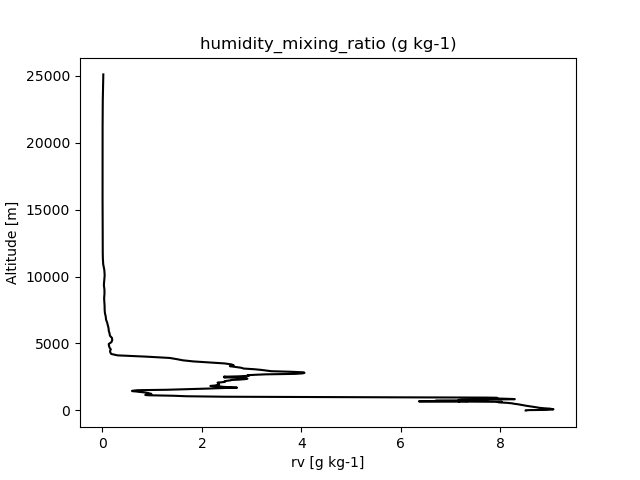 humidity_mixing_ratio (g kg-1)
25000
20000
15000
10000
5000
0
Altitude [m]
0 2 4 6 8
rv [g kg-1]